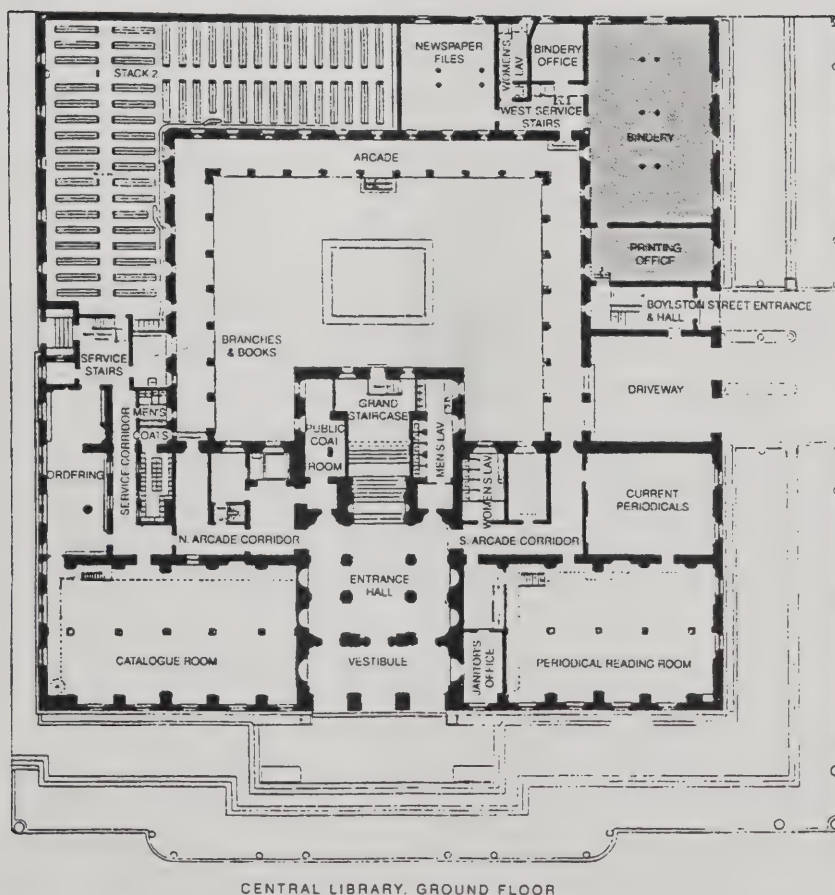 NEWSPAPER
FILES
WOMEN'S
LAV
BINDERY
OFFICE
STACK 2
WEST SERVICE
STAIRS
BINDERY
ARCADE
PRINTING
OFFICE
BOYLSTON STREET ENTRANCE
& HALL
BRANCHES
& BOOKS
SERVICE
STAIRS
DRIVEWAY
GRAND
STAIRCASE
MEN'S
COATS
PUBLIC
COAT
ROOM
MEN'S LAV
SERVICE CORRIDOR
ORDERING
WOMEN'S LAV
CURRENT
PERIODICALS
N. ARCADE CORRIDOR
S. ARCADE CORRIDOR
ENTRANCE
HALL
CATALOGUE ROOM
VESTIBULE
JANITOR'S
OFFICE
PERIODICAL READING ROOM
CENTRAL LIBRARY, GROUND FLOOR